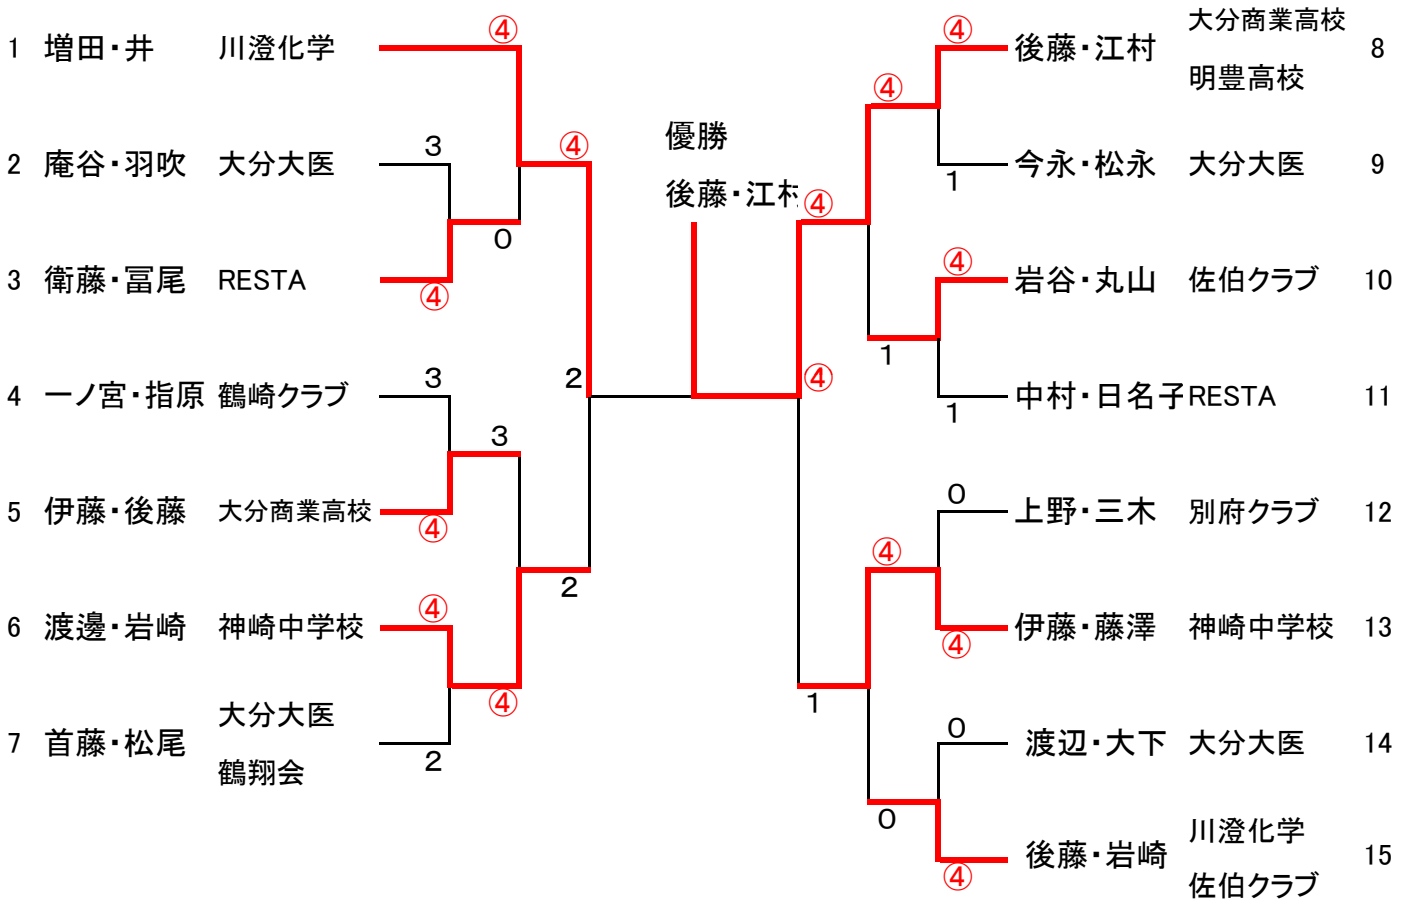 1 増田・井 川澄化学 ④
2 庵谷・羽吹 大分大医 3
④
0
3 衛藤・冨尾 RESTA ④
4 一ノ宮・指原 鶴崎クラブ 3
3
5 伊藤・後藤 大分商業高校 ④
2
2
6 渡邊・岩崎 神崎中学校 ④
④
7 首藤・松尾 大分大医 鶴翔会 2
優勝
後藤・江村
④
④
④ 後藤・江村 大分商業高校 明豊高校 8
④
1 今永・松永 大分大医 9
④ 岩谷・丸山 佐伯クラブ 10
1
1 中村・日名子 RESTA 11
0 上野・三木 別府クラブ 12
④
④ 伊藤・藤澤 神崎中学校 13
1
0 渡辺・大下 大分大医 14
0
④ 後藤・岩崎 川澄化学 佐伯クラブ 15